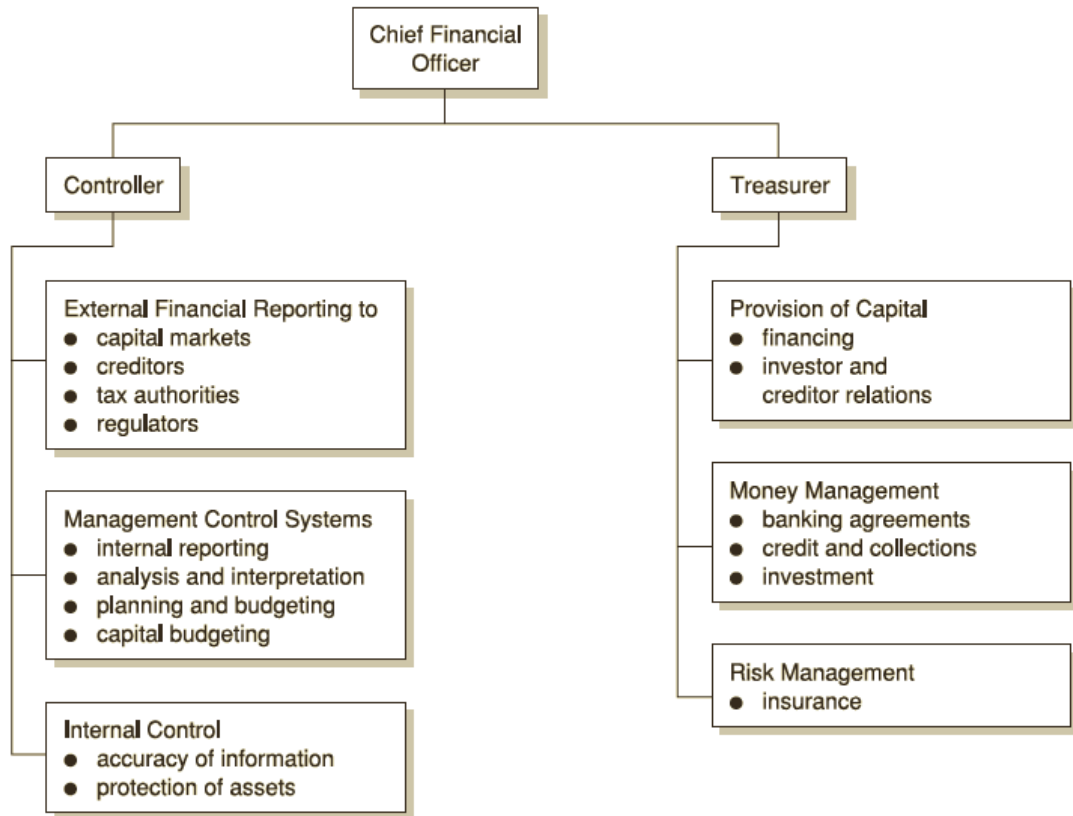 Chief Financial
Officer
Controller
External Financial Reporting to
● capital markets
● creditors
● tax authorities
● regulators
Management Control Systems
● internal reporting
● analysis and interpretation
● planning and budgeting
● capital budgeting
Internal Control
● accuracy of information
● protection of assets
Treasurer
Provision of Capital
● financing
● investor and
creditor relations
Money Management
● banking agreements
● credit and collections
● investment
Risk Management
● insurance